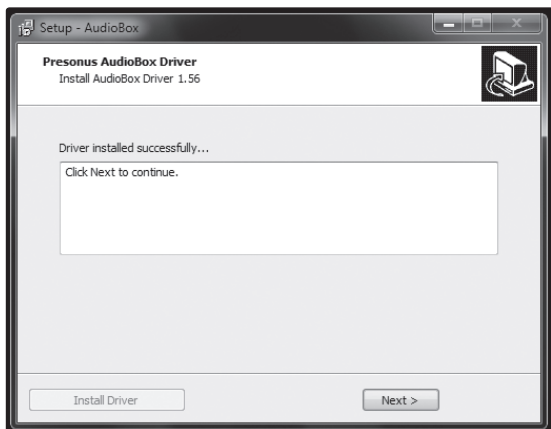 Setup - AudioBox
Presonus AudioBox Driver
Install AudioBox Driver 1.56
Driver installed successfully...
Click Next to continue.
Install Driver
Next >